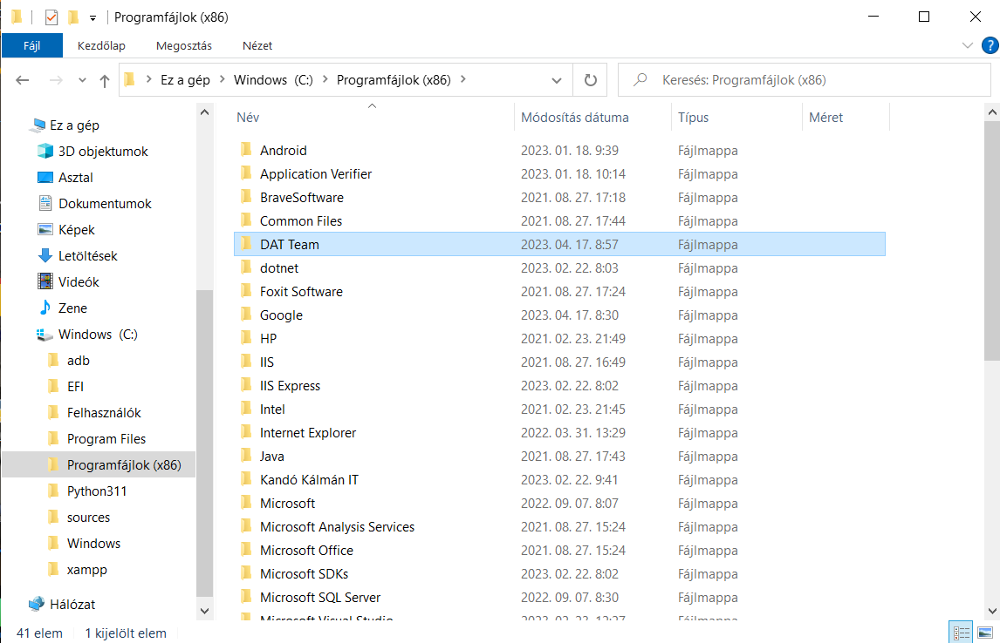 Programfájlok (x86)
Fájl Kezdőlap Megosztás Nézet ?
Ez a gép Windows (C:) Programfájlok (x86)
Keresés: Programfájlok (x86)
Ez a gép
3D objektumok
Asztal
Dokumentumok
Képek
Letöltések
Videók
Zene
Windows (C:)
adb
EFI
Felhasználók
Program Files
Programfájlok (x86)
Python311
sources
Windows
xampp
Hálózat
Név Módosítás dátuma Típus Méret
Android 2023. 01. 18. 9:39 Fájlmappa
Application Verifier 2023. 01. 18. 10:14 Fájlmappa
BraveSoftware 2021. 08. 27. 17:18 Fájlmappa
Common Files 2021. 08. 27. 17:44 Fájlmappa
DAT Team 2023. 04. 17. 8:57 Fájlmappa
dotnet 2023. 02. 22. 8:03 Fájlmappa
Foxit Software 2021. 08. 27. 17:24 Fájlmappa
Google 2023. 04. 17. 8:30 Fájlmappa
HP 2021. 02. 23. 21:49 Fájlmappa
IIS 2021. 08. 27. 16:49 Fájlmappa
IIS Express 2023. 02. 22. 8:02 Fájlmappa
Intel 2021. 02. 23. 21:45 Fájlmappa
Internet Explorer 2022. 03. 31. 13:29 Fájlmappa
Java 2021. 08. 27. 17:43 Fájlmappa
Kandó Kálmán IT 2023. 02. 22. 9:41 Fájlmappa
Microsoft 2022. 09. 07. 8:07 Fájlmappa
Microsoft Analysis Services 2021. 08. 27. 15:24 Fájlmappa
Microsoft Office 2021. 08. 27. 15:24 Fájlmappa
Microsoft SDKs 2023. 02. 22. 8:02 Fájlmappa
Microsoft SQL Server 2022. 09. 07. 8:30 Fájlmappa
Microsoft Visual Studio Fájlmappa
41 elem 1 kijelölt elem